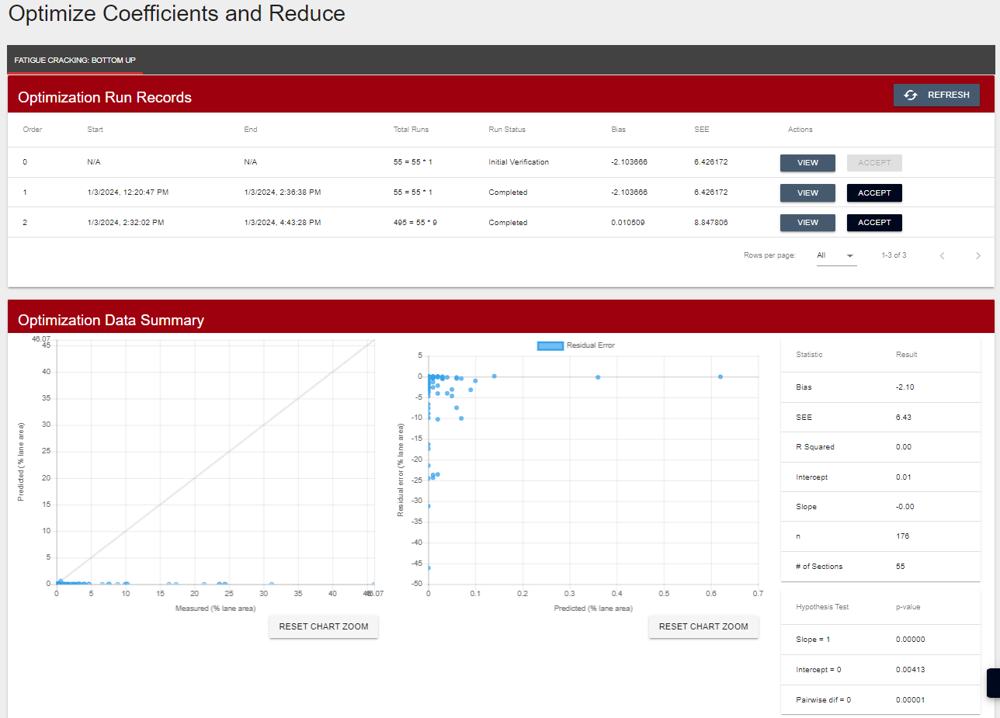 Optimize Coefficients and Reduce
FATIGUE CRACKING: BOTTOM UP
Optimization Run Records
REFRESH
Order Start End Total Runs Run Status Bias SEE Actions
0 N/A N/A 55 = 55 * 1 Initial Verification -2.103666 6.426172 VIEW ACCEPT
1 1/3/2024, 12:20:47 PM 1/3/2024, 2:36:38 PM 55 = 55 * 1 Completed -2.103666 6.426172 VIEW ACCEPT
2 1/3/2024, 2:32:02 PM 1/3/2024, 4:43:28 PM 495 = 55 * 9 Completed 0.010509 8.847806 VIEW ACCEPT
Rows per page: All 1-3 of 3
Optimization Data Summary
46.07
45
40
35
30
25
20
15
10
5
0
Predicted (% lane area)
0 5 10 15 20 25 30 35 40 45 46.07
Measured (% lane area)
RESET CHART ZOOM
Residual Error
5
0
-5
-10
-15
-20
-25
-30
-35
-40
-45
-50
Residual error (% lane area)
0 0.1 0.2 0.3 0.4 0.5 0.6 0.7
Predicted (% lane area)
RESET CHART ZOOM
Statistic Result
Bias -2.10
SEE 6.43
R Squared 0.00
Intercept 0.01
Slope -0.00
n 176
# of Sections 55
Hypothesis Test p-value
Slope = 1 0.00000
Intercept = 0 0.00413
Pairwise dif = 0 0.00001